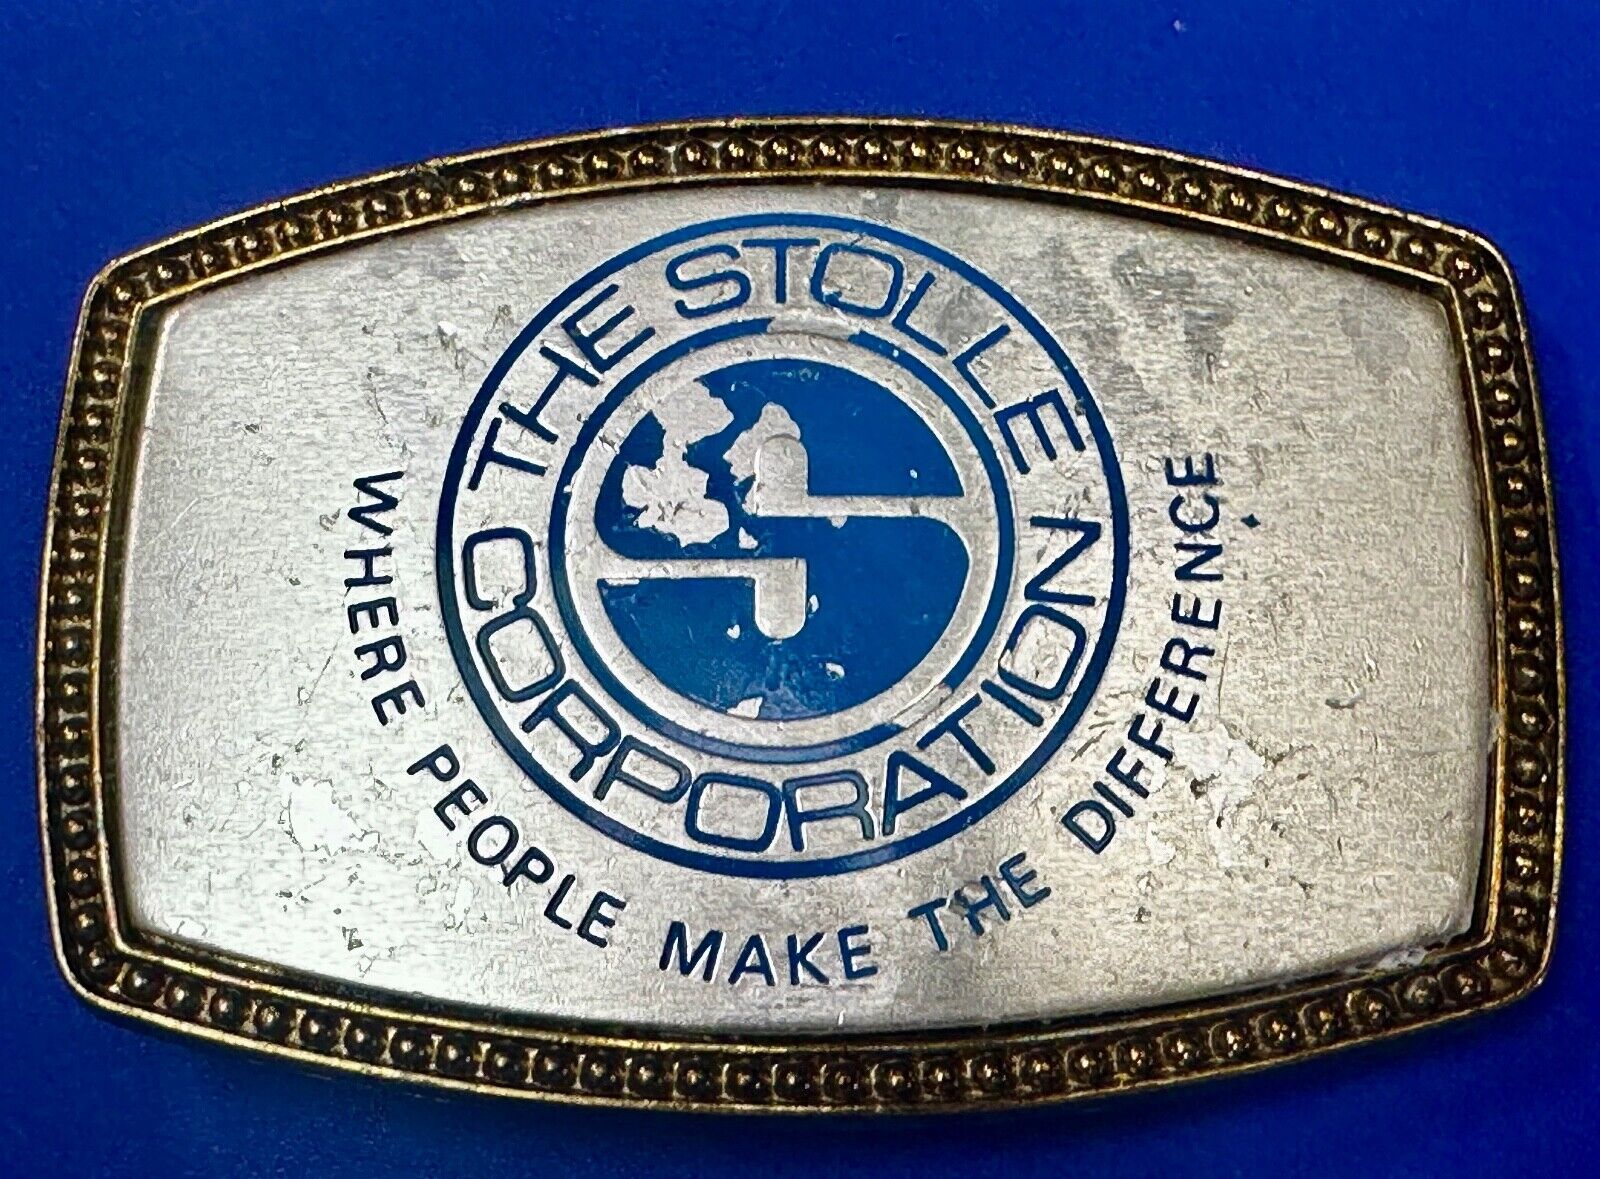 THE STOLLE
CORPORATION
WHERE PEOPLE MAKE THE DIFFERENCE